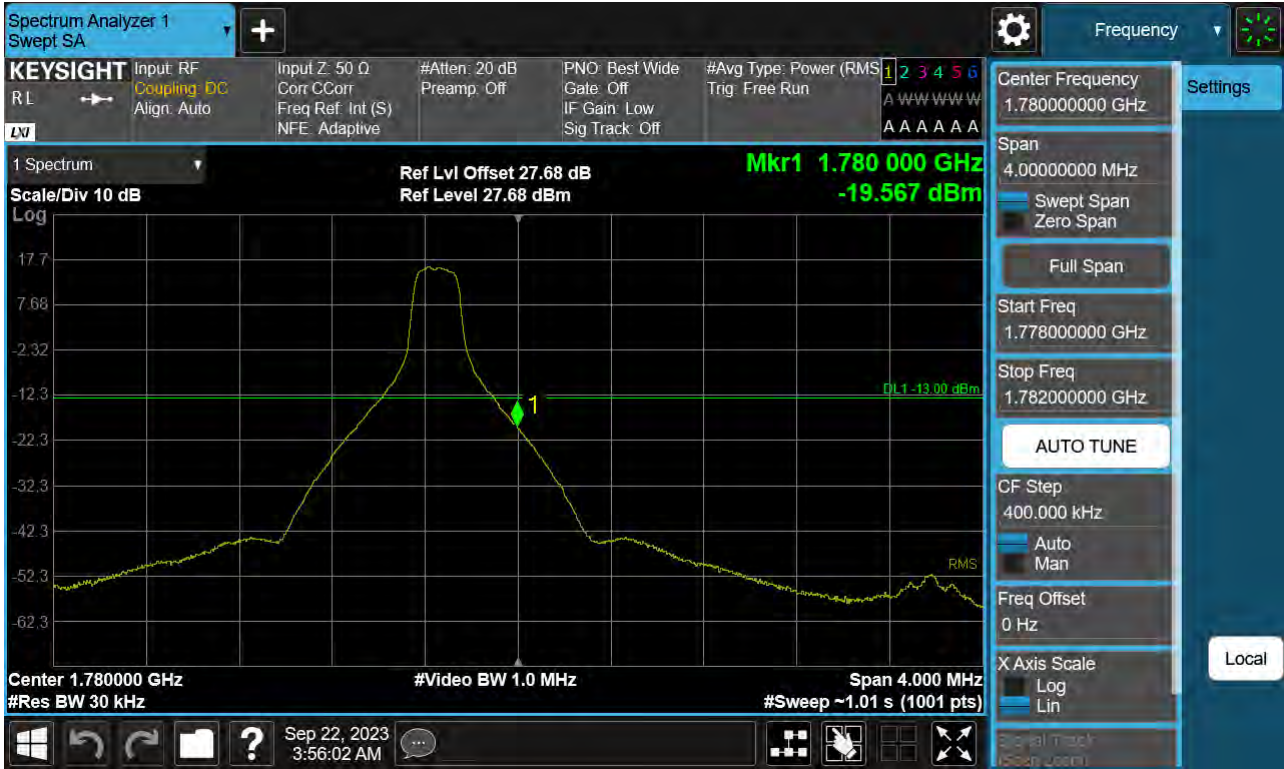 Spectrum Analyzer 1
Swept SA
+
Frequency
KEYSIGHT
RL
LXI
Input: RF
Coupling: DC
Align: Auto
Input Z: 50 Ω
Corr CCorr
Freq Ref: Int (S)
NFE: Adaptive
#Atten: 20 dB
Preamp: Off
PNO: Best Wide
Gate: Off
IF Gain: Low
Sig Track: Off
#Avg Type: Power (RMS
Trig: Free Run
1 2 3 4 5 6
A W W W W W
A A A A A A
1 Spectrum
Scale/Div 10 dB
Log
Ref Lvl Offset 27.68 dB
Ref Level 27.68 dBm
Mkr1 1.780 000 GHz
-19.567 dBm
17.7
7.68
-2.32
-12.3
-22.3
-32.3
-42.3
-52.3
-62.3
DL1 -13.00 dBm
1
RMS
Center 1.780000 GHz
#Res BW 30 kHz
#Video BW 1.0 MHz
Span 4.000 MHz
#Sweep ~1.01 s (1001 pts)
Center Frequency
1.780000000 GHz
Settings
Span
4.00000000 MHz
Swept Span
Zero Span
Full Span
Start Freq
1.778000000 GHz
Stop Freq
1.782000000 GHz
AUTO TUNE
CF Step
400.000 kHz
Auto
Man
Freq Offset
0 Hz
X Axis Scale
Log
Lin
Local
Signal Track
(Span Zoom)
?
Sep 22, 2023
3:56:02 AM